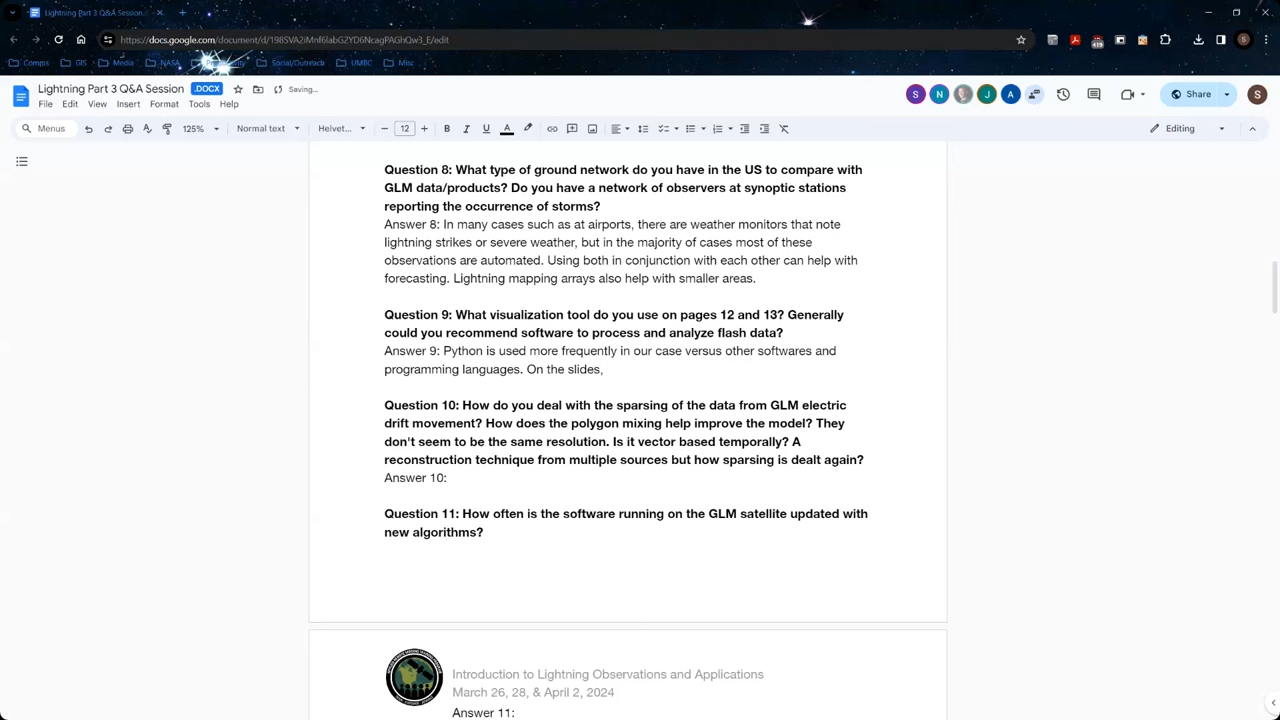 Lightning Part 3 Q&A Session
https://docs.google.com/document/d/198SVA2iMnf6labG2YD6NcagPAGhQw3_E/edit
Comps GIS Media NASA Social/Outreach UMBC Misc
Lightning Part 3 Q&A Session .DOCX Saving...
S N J A Share S
File Edit View Insert Format Tools Help
Menus 125% Normal text Helvet... 12 B I U A Editing
Question 8: What type of ground network do you have in the US to compare with
GLM data/products? Do you have a network of observers at synoptic stations
reporting the occurrence of storms?
Answer 8: In many cases such as at airports, there are weather monitors that note
lightning strikes or severe weather, but in the majority of cases most of these
observations are automated. Using both in conjunction with each other can help with
forecasting. Lightning mapping arrays also help with smaller areas.
Question 9: What visualization tool do you use on pages 12 and 13? Generally
could you recommend software to process and analyze flash data?
Answer 9: Python is used more frequently in our case versus other softwares and
programming languages. On the slides,
Question 10: How do you deal with the sparsing of the data from GLM electric
drift movement? How does the polygon mixing help improve the model? They
don't seem to be the same resolution. Is it vector based temporally? A
reconstruction technique from multiple sources but how sparsing is dealt again?
Answer 10:
Question 11: How often is the software running on the GLM satellite updated with
new algorithms?
Introduction to Lightning Observations and Applications
March 26, 28, & April 2, 2024
Answer 11: